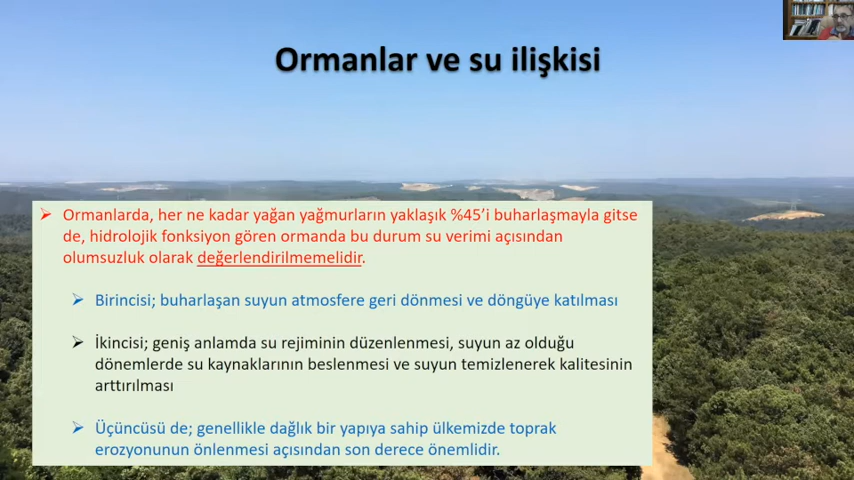 Ormanlar ve su ilişkisi
Ormanlarda, her ne kadar yağan yağmurların yaklaşık %45'i buharlaşmayla gitse
de, hidrolojik fonksiyon gören ormanda bu durum su verimi açısından
olumsuzluk olarak değerlendirilmemelidir.
Birincisi; buharlaşan suyun atmosfere geri dönmesi ve döngüye katılması
İkincisi; geniş anlamda su rejiminin düzenlenmesi, suyun az olduğu
dönemlerde su kaynaklarının beslenmesi ve suyun temizlenerek kalitesinin
arttırılması
Üçüncüsü de; genellikle dağlık bir yapıya sahip ülkemizde toprak
erozyonunun önlenmesi açısından son derece önemlidir.